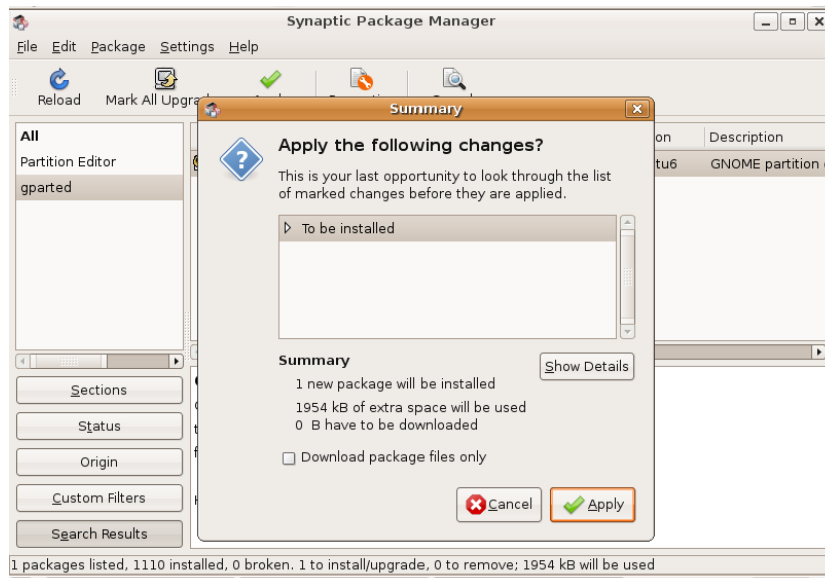 Synaptic Package Manager
File Edit Package Settings Help
Reload Mark All
Summary
All
Partition Editor
gparted
on Description
tu6 GNOME partition
Apply the following changes?
This is your last opportunity to look through the list
of marked changes before they are applied.
To be installed
Summary
Show Details
1 new package will be installed
1954 kB of extra space will be used
0 B have to be downloaded
Download package files only
Cancel Apply
Sections
Status
Origin
Custom Filters
Search Results
1 packages listed, 1110 installed, 0 broken. 1 to install/upgrade, 0 to remove; 1954 kB will be used